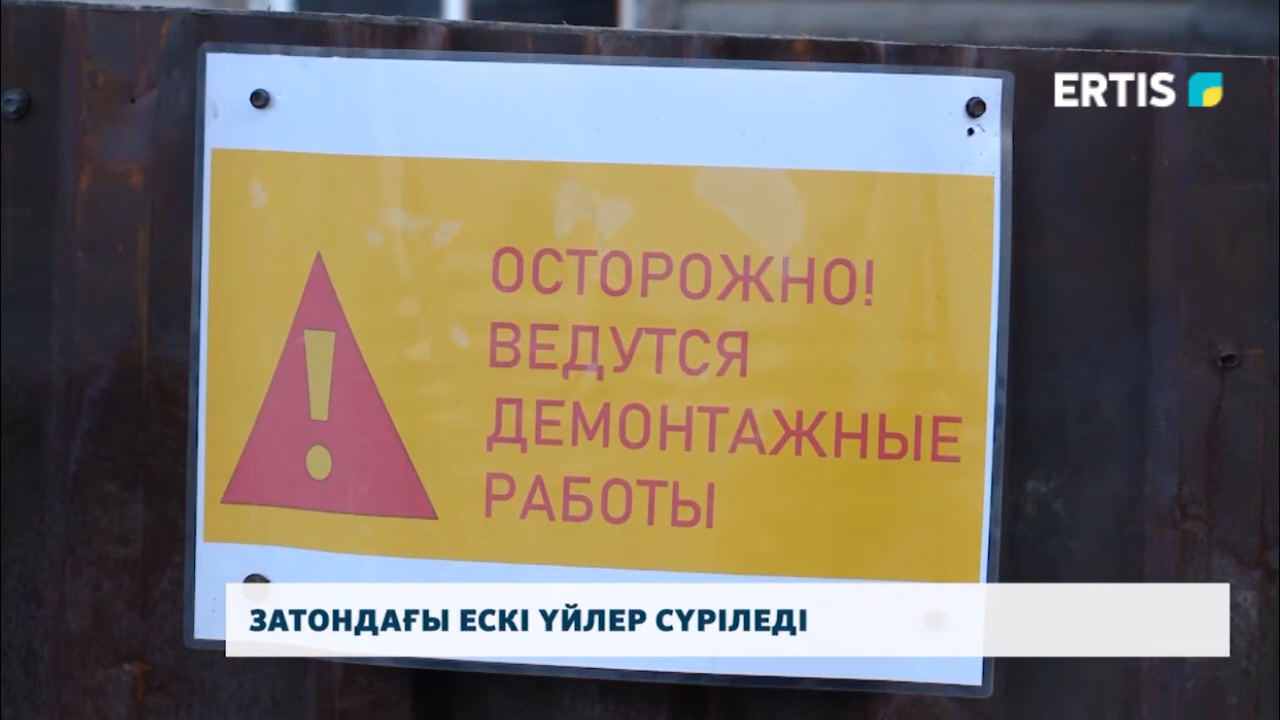 ERTIS
ОСТОРОЖНО!
ВЕДУТСЯ
ДЕМОНТАЖНЫЕ
РАБОТЫ
ЗАТОНДАҒЫ ЕСКІ ҮЙЛЕР СҮРІЛЕДІ